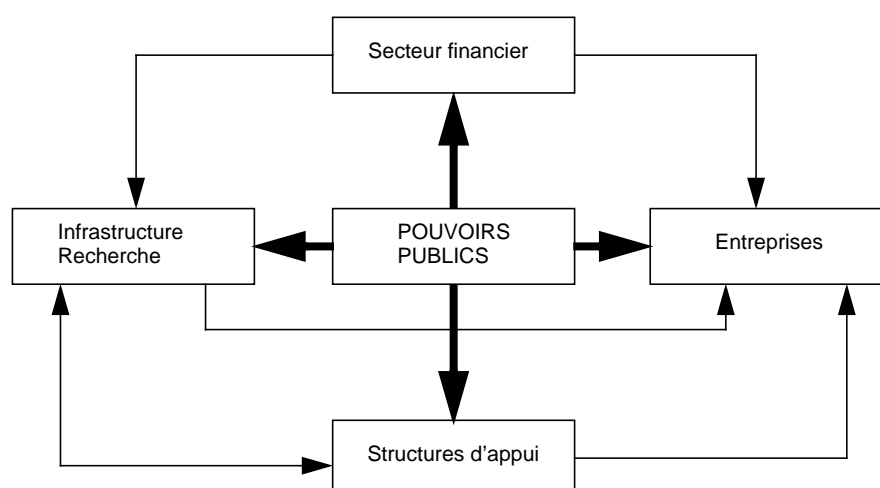 Secteur financier
Infrastructure
Recherche
POUVOIRS
PUBLICS
Entreprises
Structures d'appui